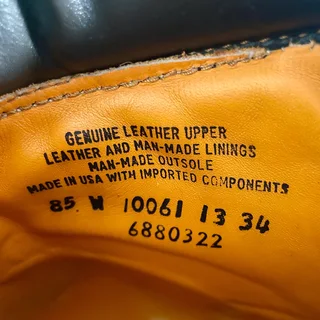 GENUINE LEATHER UPPER
LEATHER AND MAN-MADE LININGS
MAN-MADE OUTSOLE
MADE IN USA WITH IMPORTED COMPONENTS
85 W 10061 13 34
6880322